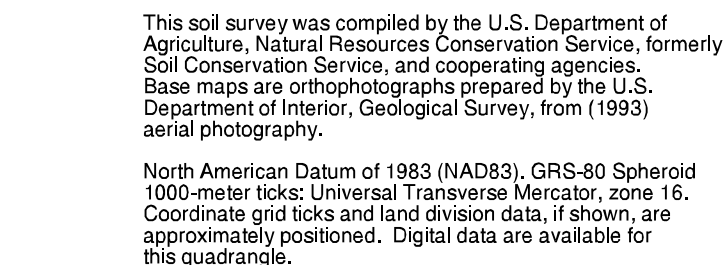 This soil survey was compiled by the U.S. Department of
Agriculture, Natural Resources Conservation Service, formerly
Soil Conservation Service, and cooperating agencies.
Base maps are orthophotographs prepared by the U.S.
Department of Interior, Geological Survey, from (1993)
aerial photography.
North American Datum of 1983 (NAD83). GRS-80 Spheroid
1000-meter ticks: Universal Transverse Mercator, zone 16.
Coordinate grid ticks and land division data, if shown, are
approximately positioned. Digital data are available for
this quadrangle.